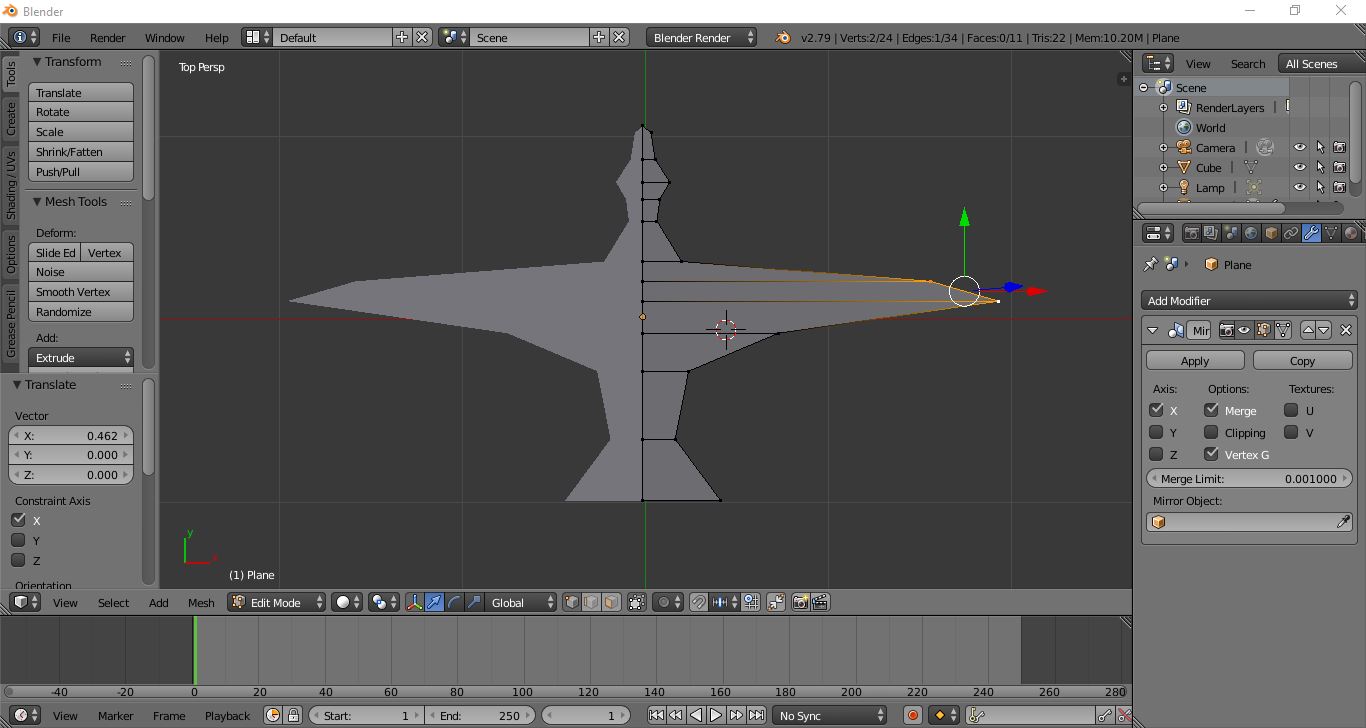 Blender
File Render Window Help Default Scene Blender Render v2.79 | Verts:2/24 | Edges:1/34 | Faces:0/11 | Tris:22 | Mem:10.20M | Plane
Tools
Create
Shading / UVs
Options
Grease Pencil
Transform
Translate
Rotate
Scale
Shrink/Fatten
Push/Pull
Mesh Tools
Deform:
Slide Ed Vertex
Noise
Smooth Vertex
Randomize
Add:
Extrude
Translate
Vector
X: 0.462
Y: 0.000
Z: 0.000
Constraint Axis
X
Y
Z
Orientation
Top Persp
y
x
(1) Plane
View Select Add Mesh Edit Mode Global
-40 -20 0 20 40 60 80 100 120 140 160 180 200 220 240 260 280
View Marker Frame Playback Start: 1 End: 250 1 No Sync
View Search All Scenes
Scene
RenderLayers
World
Camera
Cube
Lamp
Plane
Add Modifier
Mir
Apply Copy
Axis: Options: Textures:
X Merge U
Y Clipping V
Z Vertex G
Merge Limit: 0.001000
Mirror Object: